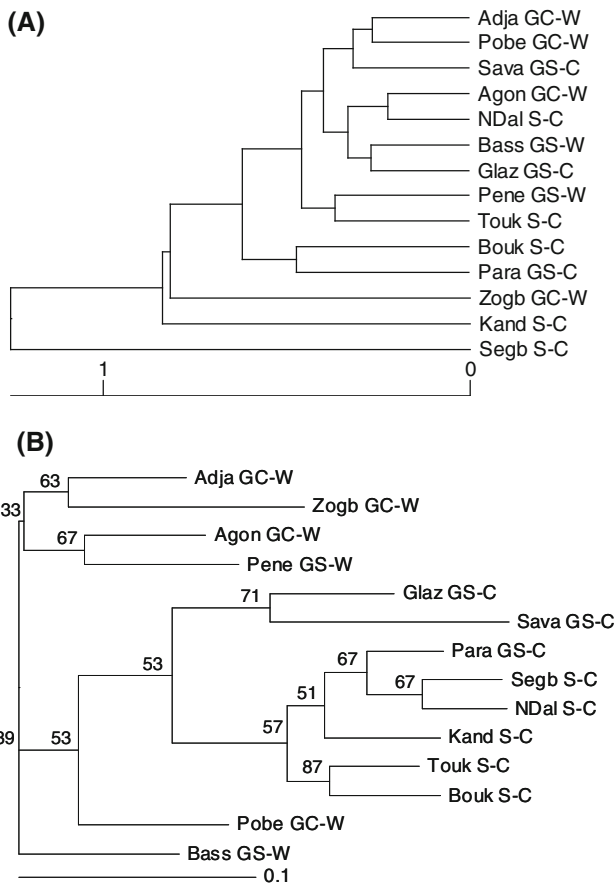 (A)
Adja GC-W
Pobe GC-W
Sava GS-C
Agon GC-W
NDal S-C
Bass GS-W
Glaz GS-C
Pene GS-W
Touk S-C
Bouk S-C
Para GS-C
Zogb GC-W
Kand S-C
Segb S-C
1 0
(B)
63 Adja GC-W
33 Zogb GC-W
67 Agon GC-W
Pene GS-W
71 Glaz GS-C
Sava GS-C
53 67 Para GS-C
67 Segb S-C
51 NDal S-C
57 Kand S-C
39 53 87 Touk S-C
Bouk S-C
Pobe GC-W
Bass GS-W
0.1